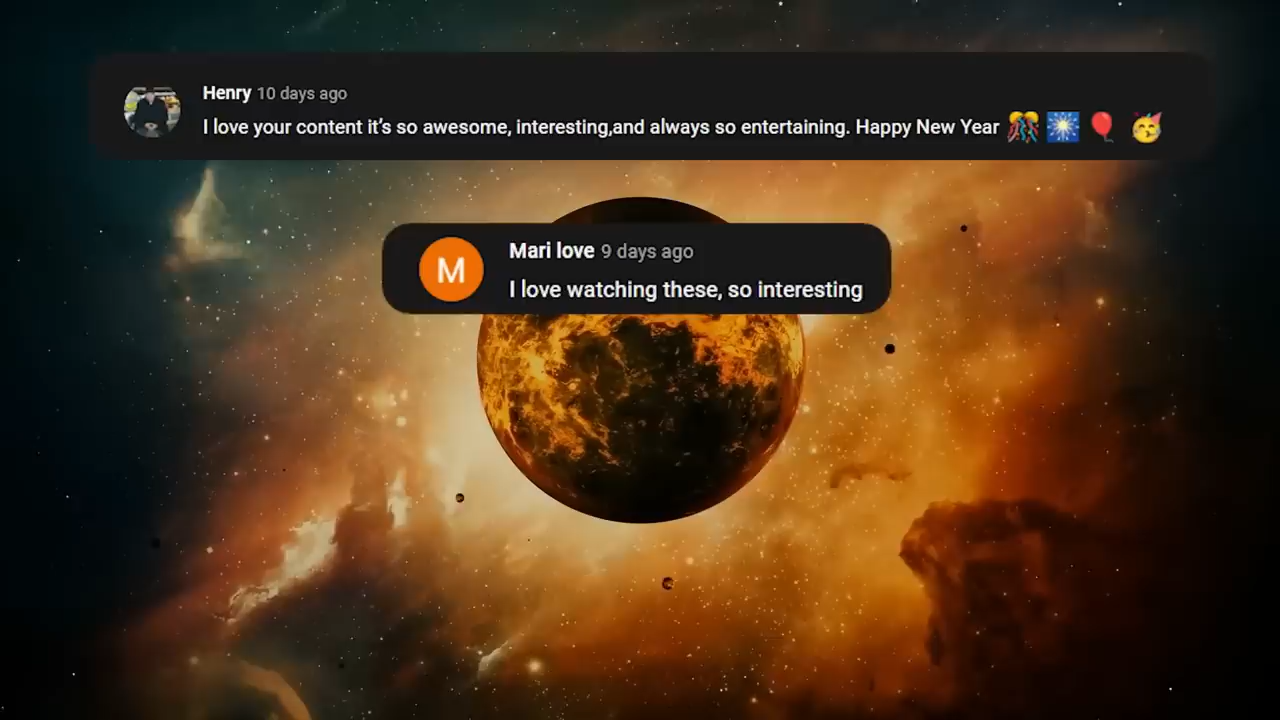 Henry 10 days ago
I love your content it’s so awesome, interesting,and always so entertaining. Happy New Year 🎊 🎆 🎈 🥳
M
Mari love 9 days ago
I love watching these, so interesting